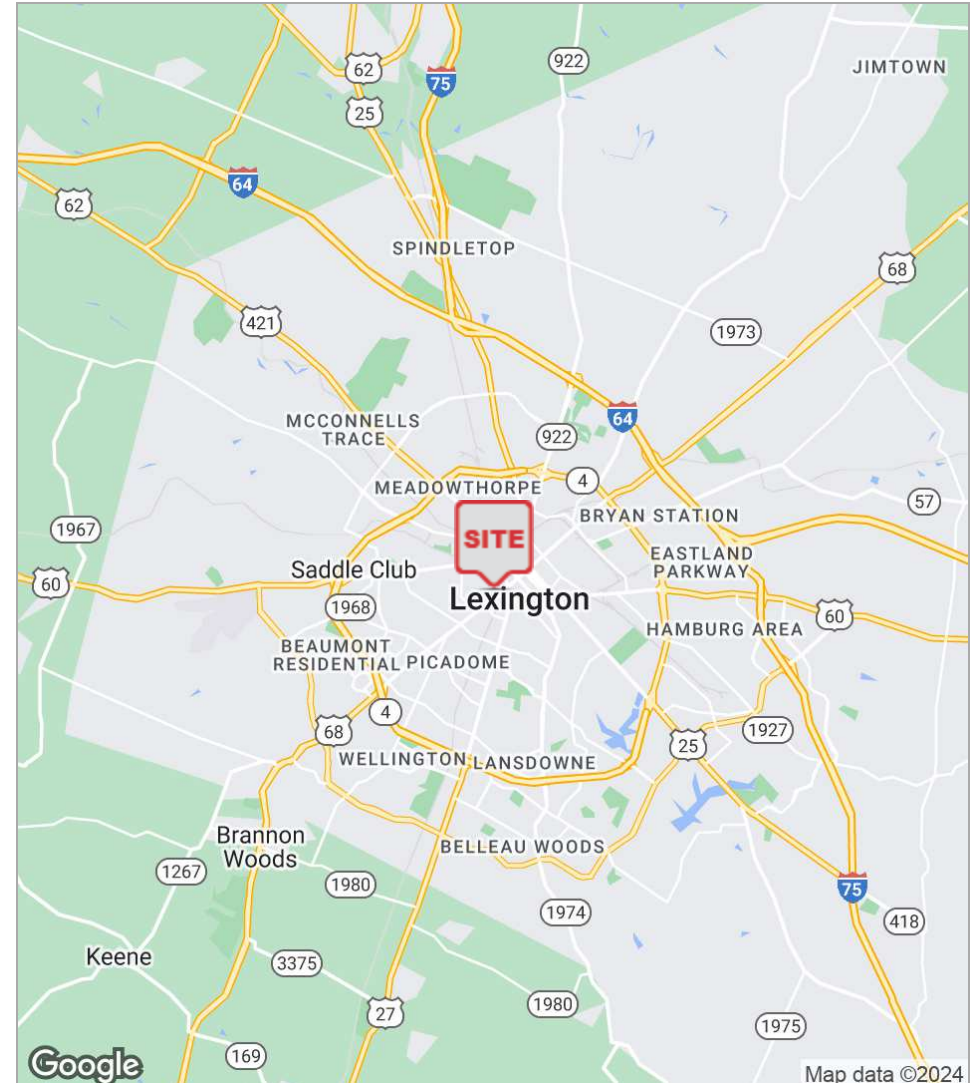 922
62
JIMTOWN
75
25
64
62
SPINDLETOP
68
421
1973
MCCONNELLS
TRACE
64
922
MEADOWTHORPE
4
57
BRYAN STATION
1967
SITE
EASTLAND
PARKWAY
Saddle Club
60
1968
Lexington
60
HAMBURG AREA
BEAUMONT
RESIDENTIAL
PICADOME
4
68
1927
25
WELLINGTON
LANSDOWNE
Brannon
Woods
BELLEAU WOODS
1267
1980
75
1974
418
Keene
3375
1980
27
1975
169
Google
Map data ©2024